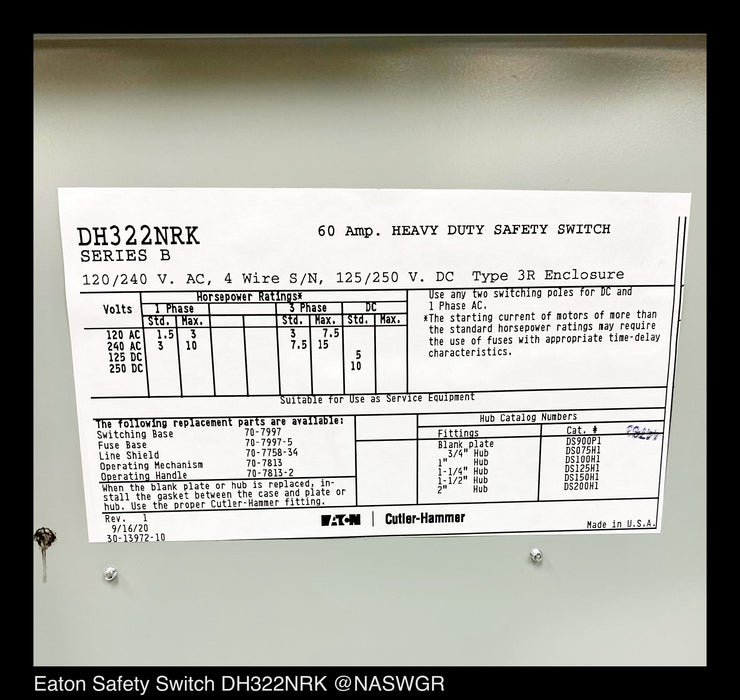 DH322NRK
SERIES B
60 Amp. HEAVY DUTY SAFETY SWITCH
120/240 V. AC, 4 Wire S/N, 125/250 V. DC Type 3R Enclosure
Volts
Horsepower Ratings*
1 Phase 3 Phase DC
Std. Max. Std. Max. Std. Max.
120 AC 1.5 3 3 7.5
240 AC 3 10 7.5 15
125 DC 5
250 DC 10
Use any two switching poles for DC and
1 Phase AC.
*The starting current of motors of more than
the standard horsepower ratings may require
the use of fuses with appropriate time-delay
characteristics.
Suitable for Use as Service Equipment
The following replacement parts are available:
Switching Base 70-7997
Fuse Base 70-7997-5
Line Shield 70-7758-34
Operating Mechanism 70-7813
Operating Handle 70-7813-2
When the blank plate or hub is replaced, in-
stall the gasket between the case and plate or
hub. Use the proper Cutler-Hammer fitting.
Hub Catalog Numbers
Fittings Cat. #
Blank plate DS900P1
3/4" Hub DS075H1
1" Hub DS100H1
1-1/4" Hub DS125H1
1-1/2" Hub DS150H1
2" Hub DS200H1
Rev. 1
9/16/20
30-13972-10
EATON Cutler-Hammer
Made in U.S.A.
Eaton Safety Switch DH322NRK @NASWGR